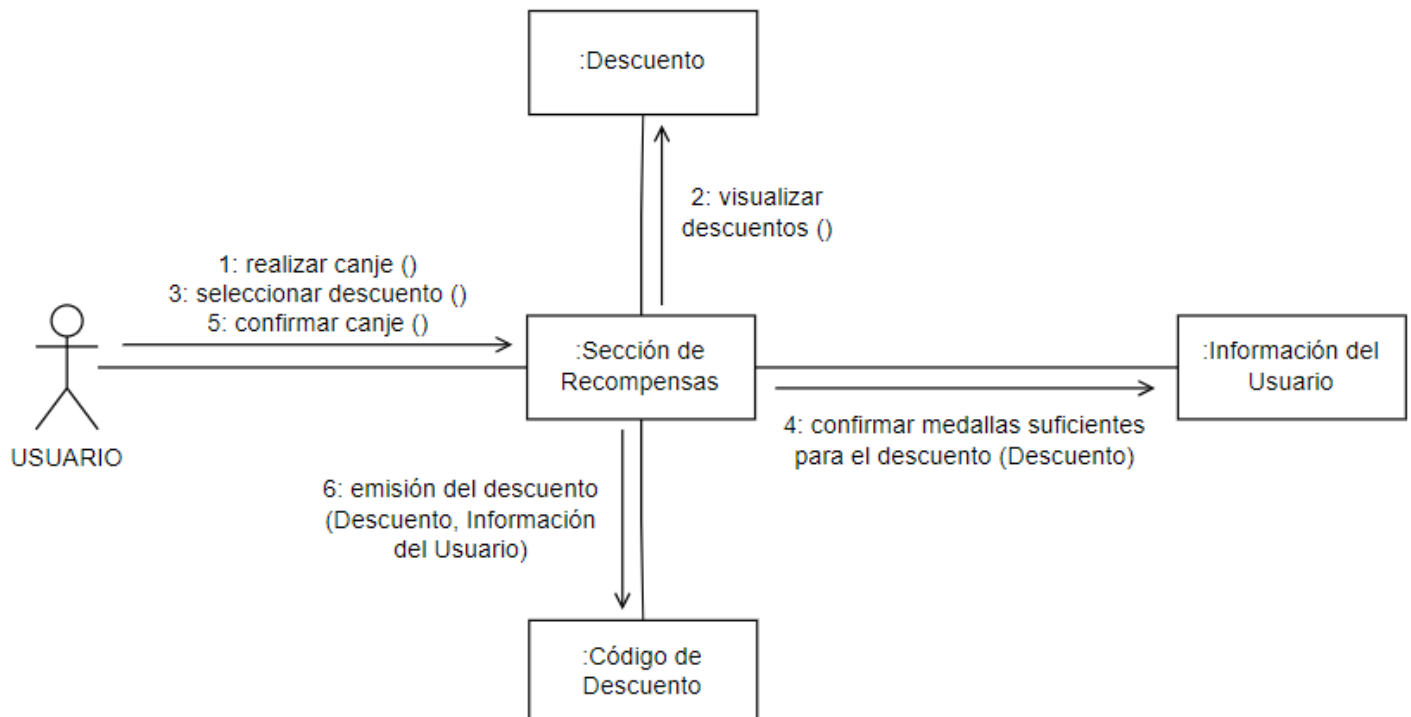 :Descuento
2: visualizar
descuentos ()
1: realizar canje ()
3: seleccionar descuento ()
5: confirmar canje ()
:Sección de
Recompensas
:Información del
Usuario
USUARIO
4: confirmar medallas suficientes
para el descuento (Descuento)
6: emisión del descuento
(Descuento, Información
del Usuario)
:Código de
Descuento